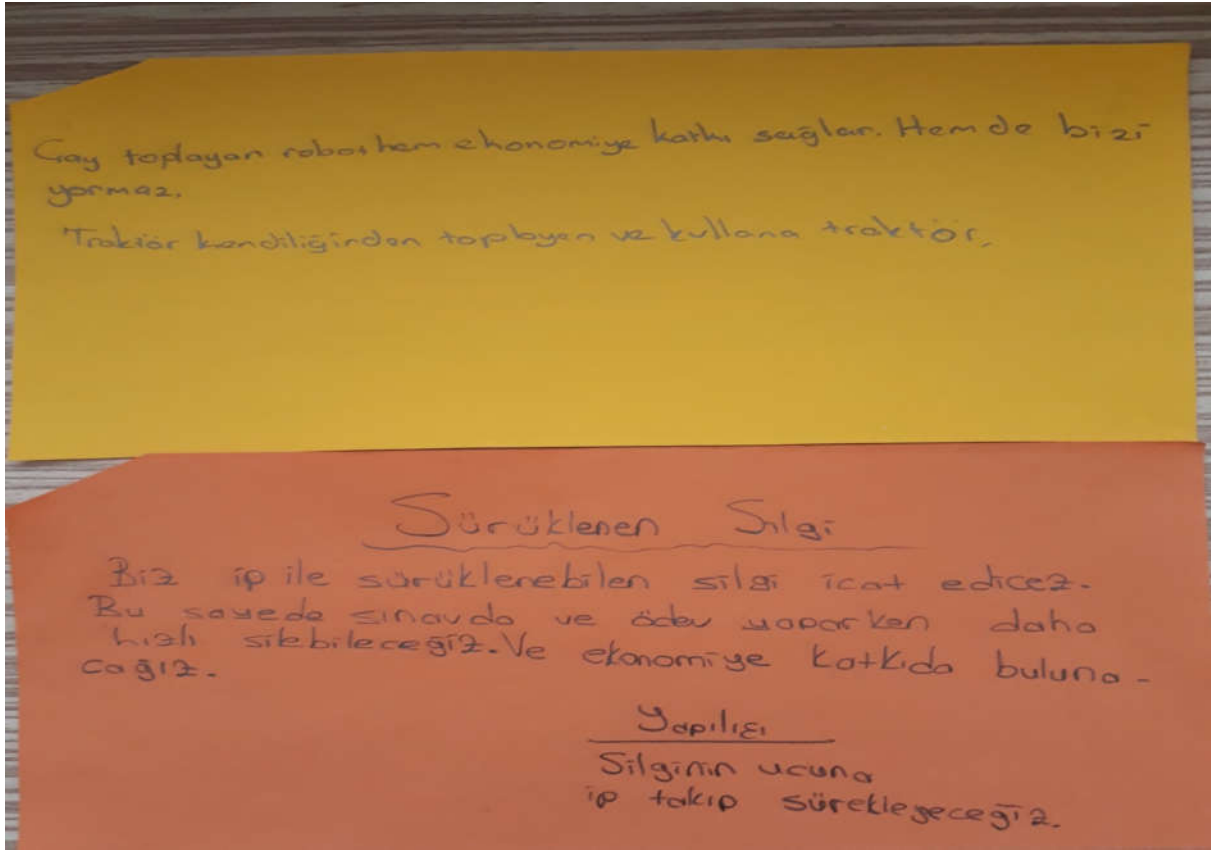 Çay toplayan robot hem ekonomiye katkı sağlar. Hem de bizi
yormaz.
Traktör kendiliğinden toplayan ve kullana traktör.
Sürüklenen Silgi
Biz ip ile sürüklenebilen silgi icat edicez.
Bu sayede sınavda ve ödev yaparken daha
hızlı silebileceğiz. Ve ekonomiye katkıda buluna-
cağız.
Yapılışı
Silginin ucuna
ip takıp sürekleyeceğiz.